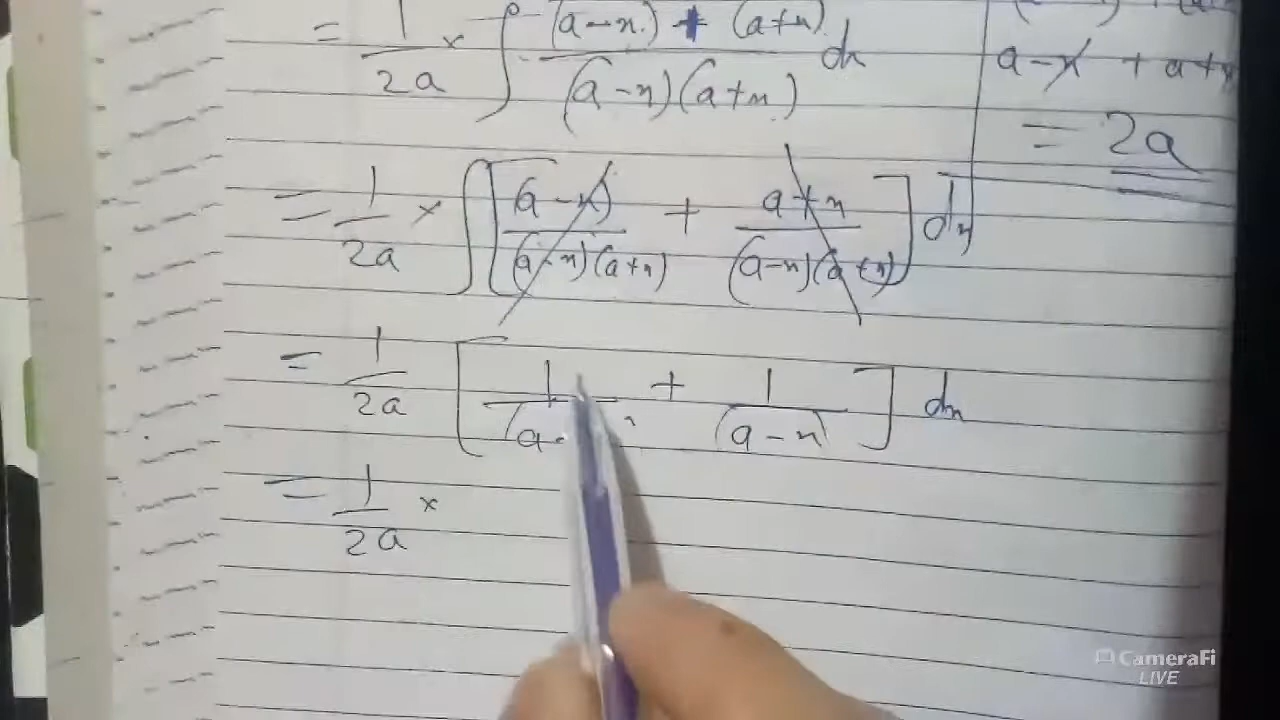 = 1/2a × ∫ (a-x) + (a+x) / (a-x)(a+x) dx
a-x + a+x
= 2a
= 1/2a × ∫ [ (a-x) / (a-x)(a+x) + a+x / (a-x)(a+x) ] dx
= 1/2a [ 1 / (a + 1 / (a-x) ] dx
= 1/2a ×
CameraFi
LIVE